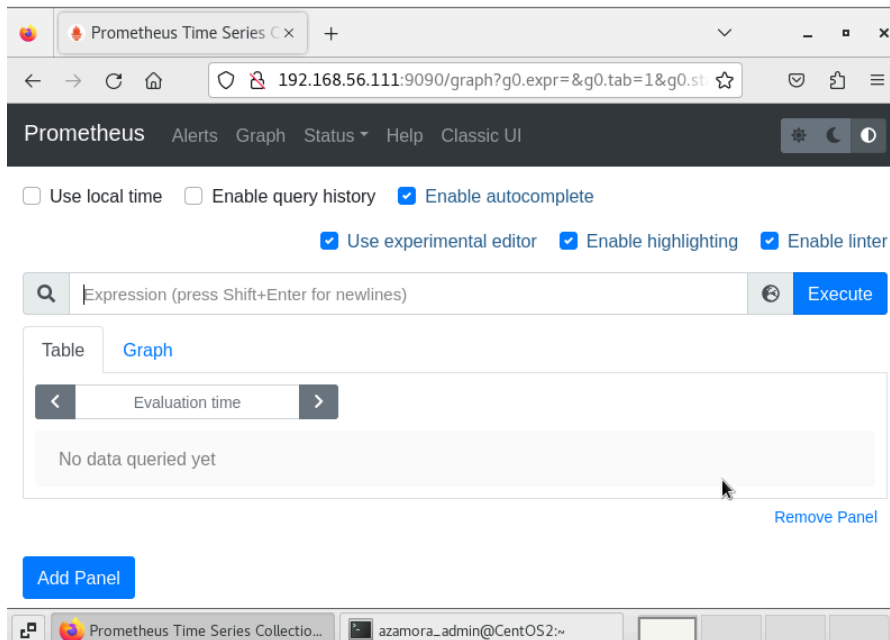 Prometheus Time Series C
192.168.56.111:9090/graph?g0.expr=&g0.tab=1&g0.st
Prometheus Alerts Graph Status Help Classic UI
Use local time Enable query history Enable autocomplete
Use experimental editor Enable highlighting Enable linter
Expression (press Shift+Enter for newlines) Execute
Table Graph
Evaluation time
No data queried yet
Remove Panel
Add Panel
Prometheus Time Series Collectio... azamora_admin@CentOS2:~